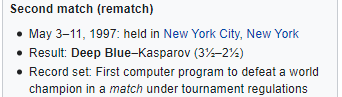 Second match (rematch)
• May 3–11, 1997: held in New York City, New York
• Result: Deep Blue–Kasparov (3½–2½)
• Record set: First computer program to defeat a world
champion in a match under tournament regulations